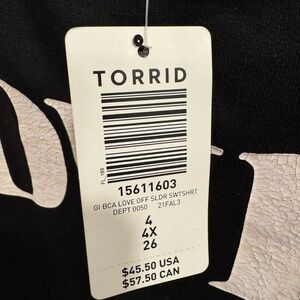 TORRID
FL_100
15611603
GI BCA LOVE OFF SLDR SWTSHRT
DEPT 0050 21FAL3
4
4X
26
$45.50 USA
$57.50 CAN